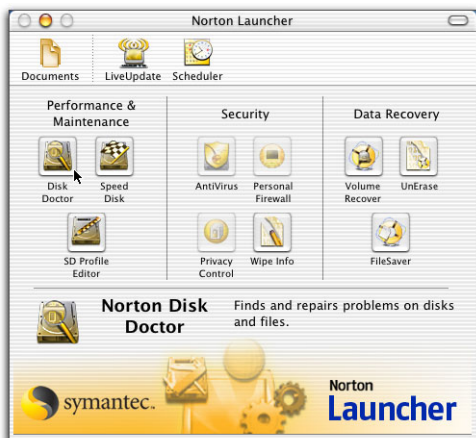 Norton Launcher
Documents
LiveUpdate
Scheduler
Performance &
Maintenance
Disk
Doctor
Speed
Disk
SD Profile
Editor
Security
AntiVirus
Personal
Firewall
Privacy
Control
Wipe Info
Data Recovery
Volume
Recover
UnErase
FileSaver
Norton Disk
Doctor
Finds and repairs problems on disks
and files.
symantec™
Norton
Launcher